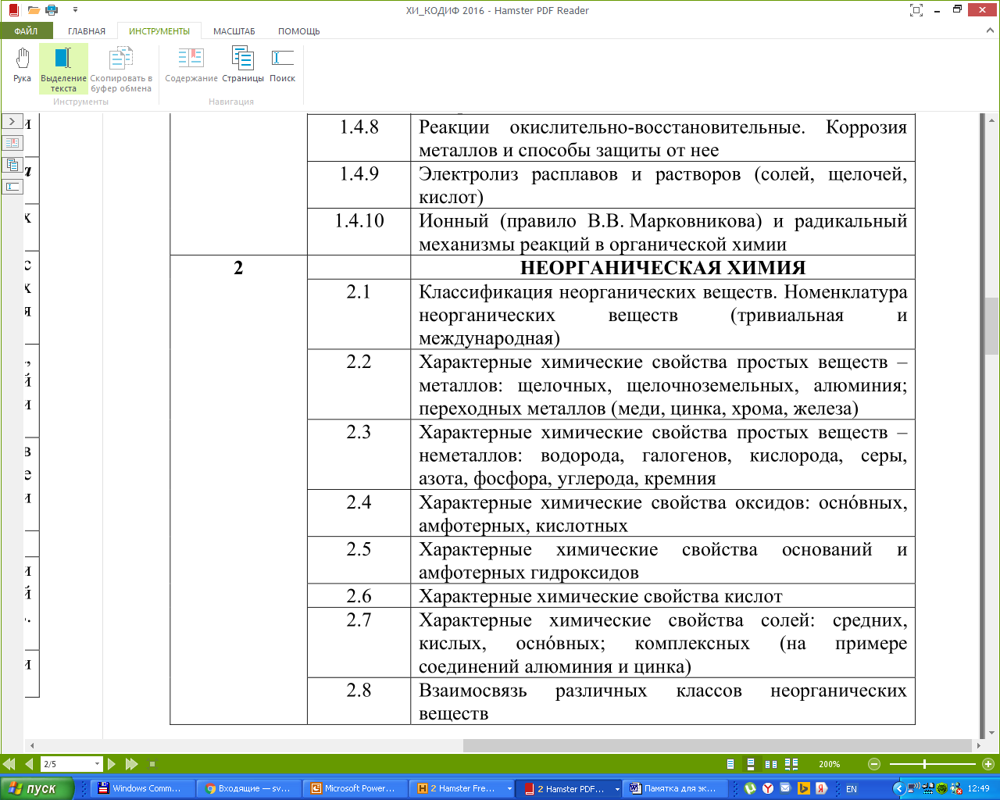 ХИ_КОДИФ 2016 - Hamster PDF Reader
ФАЙЛ ГЛАВНАЯ ИНСТРУМЕНТЫ МАСШТАБ ПОМОЩЬ
Рука Выделение текста Скопировать в буфер обмена Содержание Страницы Поиск
Инструменты Навигация
1.4.8 Реакции окислительно-восстановительные. Коррозия
металлов и способы защиты от нее
1.4.9 Электролиз расплавов и растворов (солей, щелочей,
кислот)
1.4.10 Ионный (правило В.В. Марковникова) и радикальный
механизмы реакций в органической химии
2 НЕОРГАНИЧЕСКАЯ ХИМИЯ
2.1 Классификация неорганических веществ. Номенклатура
неорганических веществ (тривиальная и
международная)
2.2 Характерные химические свойства простых веществ –
металлов: щелочных, щелочноземельных, алюминия;
переходных металлов (меди, цинка, хрома, железа)
2.3 Характерные химические свойства простых веществ –
неметаллов: водорода, галогенов, кислорода, серы,
азота, фосфора, углерода, кремния
2.4 Характерные химические свойства оксидов: оснóвных,
амфотерных, кислотных
2.5 Характерные химические свойства оснований и
амфотерных гидроксидов
2.6 Характерные химические свойства кислот
2.7 Характерные химические свойства солей: средних,
кислых, оснóвных; комплексных (на примере
соединений алюминия и цинка)
2.8 Взаимосвязь различных классов неорганических
веществ
2/5 200%
пуск Windows Comm... Входящие — sv... Microsoft Power... 2 Hamster Fre... 2 Hamster PDF... Памятка для эк... EN 12:49